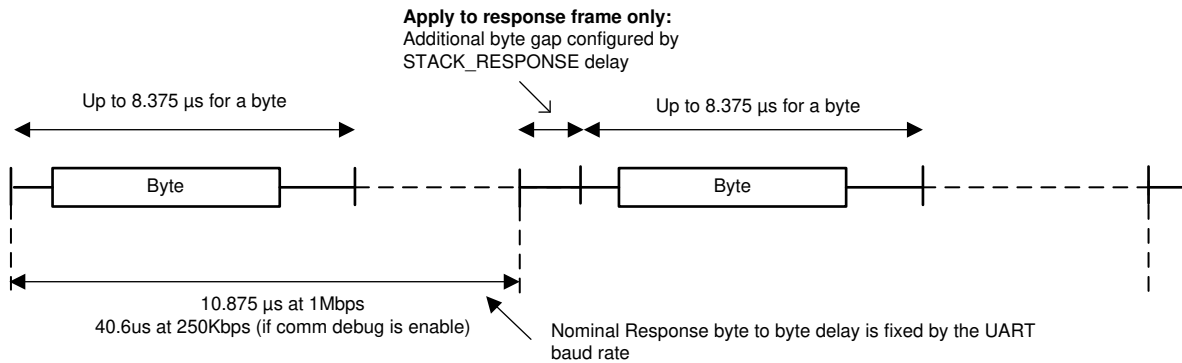 Apply to response frame only:
Additional byte gap configured by
STACK_RESPONSE delay
Up to 8.375 µs for a byte
Up to 8.375 µs for a byte
Byte
Byte
10.875 µs at 1Mbps
40.6us at 250Kbps (if comm debug is enable)
Nominal Response byte to byte delay is fixed by the UART
baud rate